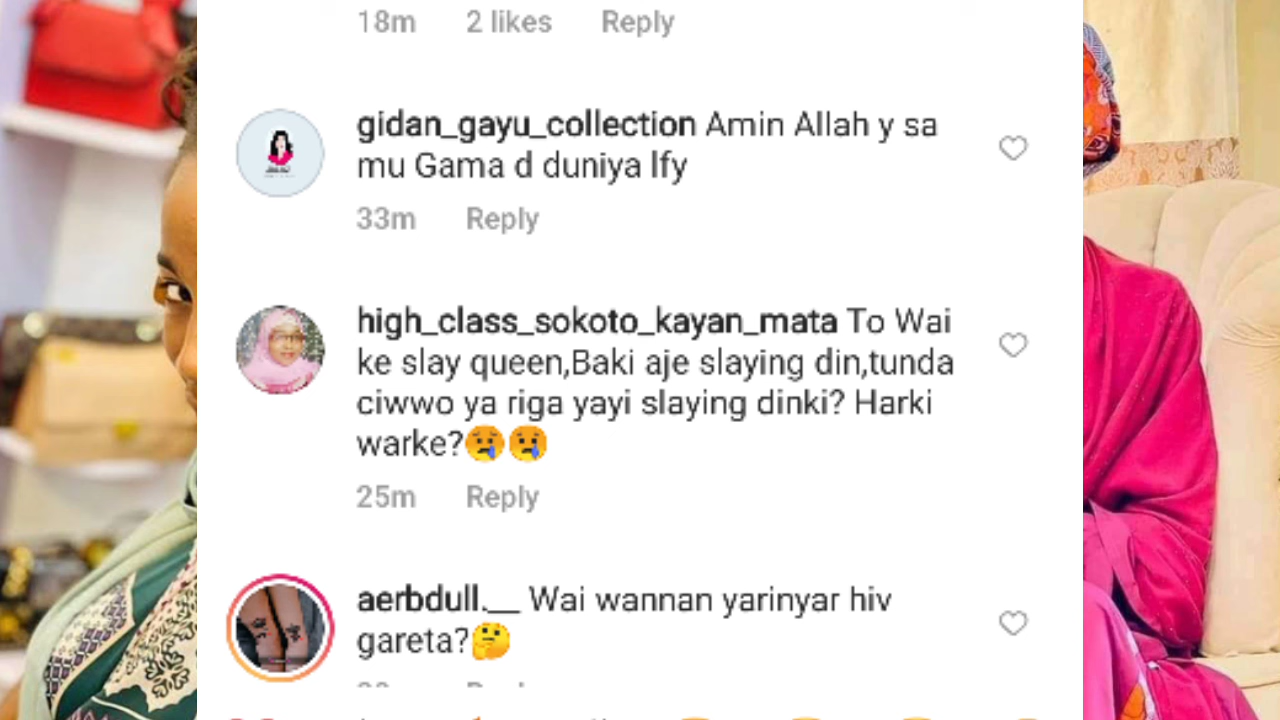 18m 2 likes Reply
gidan_gayu_collection Amin Allah y sa
mu Gama d duniya lfy
33m Reply
high_class_sokoto_kayan_mata To Wai
ke slay queen,Baki aje slaying din,tunda
ciwwo ya riga yayi slaying dinki? Harki
warke?😢😢
25m Reply
aerbdull.__ Wai wannan yarinyar hiv
gareta?🤔